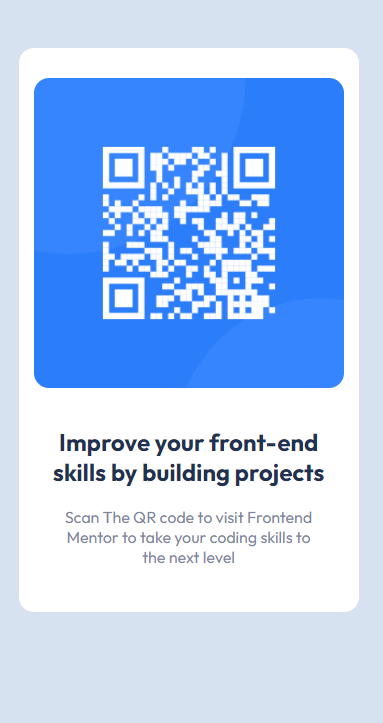 Improve your front-end
skills by building projects
Scan The QR code to visit Frontend
Mentor to take your coding skills to
the next level